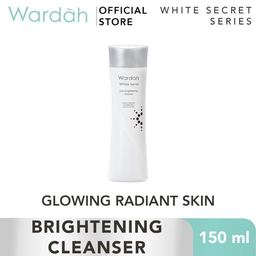 Wardah
OFFICIAL
STORE
WHITE SECRET
SERIES
Wardah
White Secret
GLOWING RADIANT SKIN
BRIGHTENING
CLEANSER
150 ml